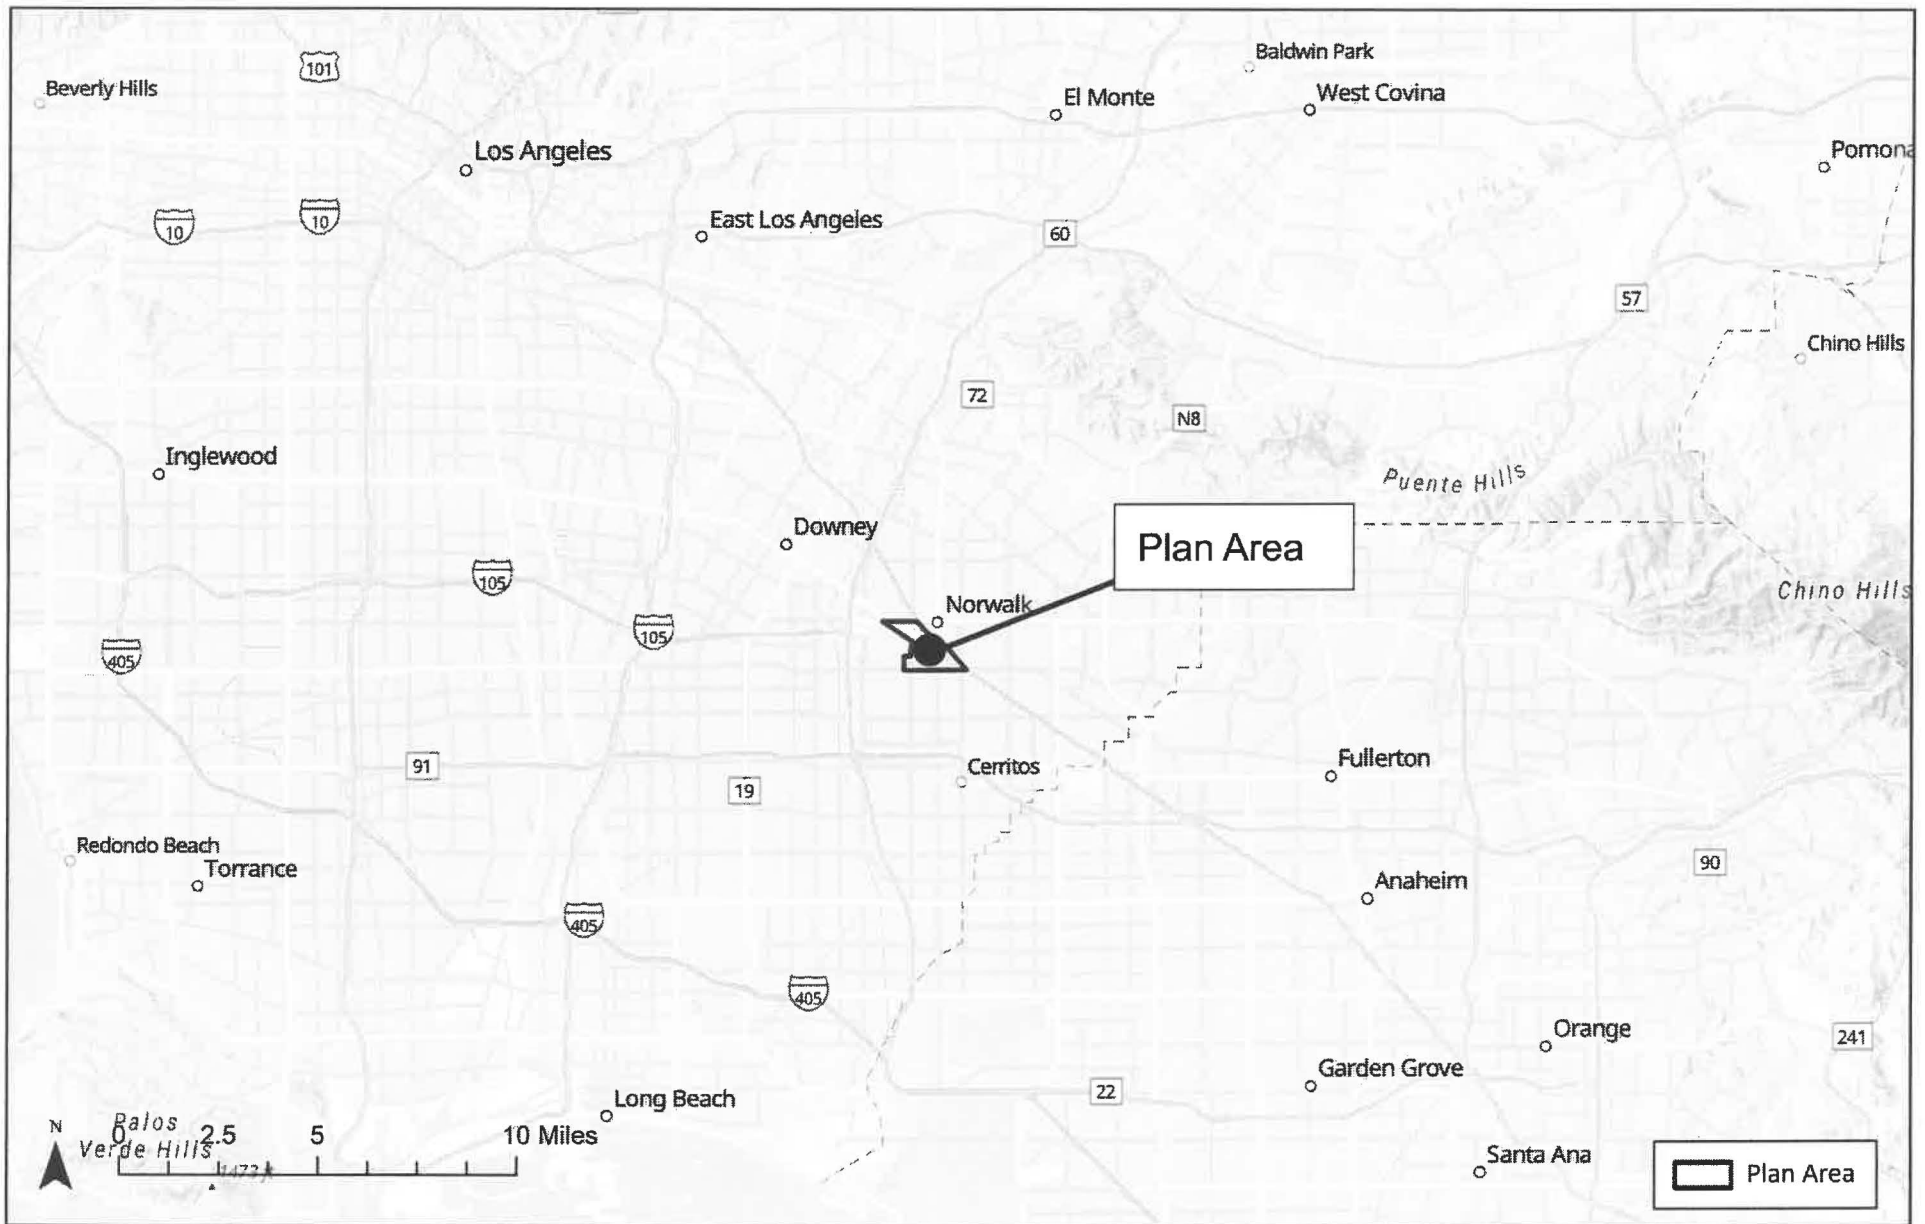 Baldwin Park
101
Beverly Hills
El Monte
West Covina
Los Angeles
Pomona
10
10
East Los Angeles
60
57
Chino Hills
72
N8
Inglewood
Puente Hills
Downey
Plan Area
105
Chino Hills
Norwalk
105
405
Fullerton
91
Cerritos
19
Redondo Beach
Torrance
90
Anaheim
405
405
Orange
241
Garden Grove
22
Long Beach
N
Palos
Verde Hills
0 2.5 5 10 Miles
1473
Santa Ana
Plan Area